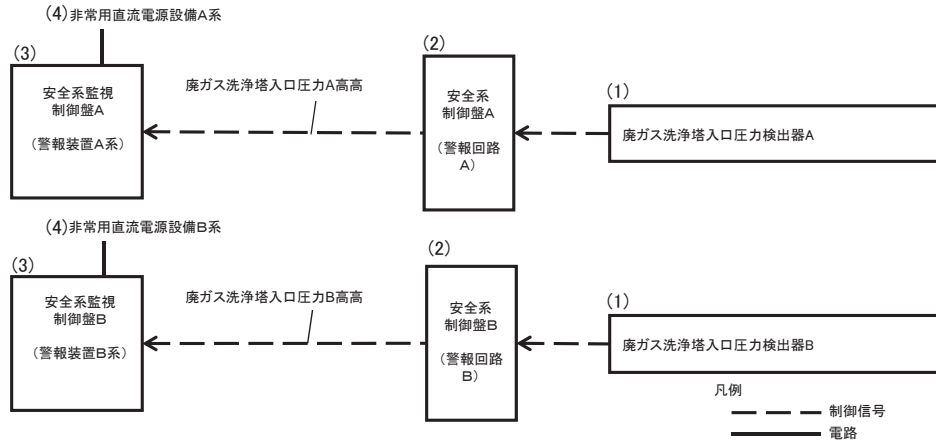 (4)非常用直流電源設備A系
(3)
安全系監視
制御盤A
(警報装置A系)
廃ガス洗浄塔入口圧力A高高
(2)
安全系
制御盤A
(警報回路
A)
(1)
廃ガス洗浄塔入口圧力検出器A
(4)非常用直流電源設備B系
(3)
安全系監視
制御盤B
(警報装置B系)
廃ガス洗浄塔入口圧力B高高
(2)
安全系
制御盤B
(警報回路
B)
(1)
廃ガス洗浄塔入口圧力検出器B
凡例
制御信号
電路